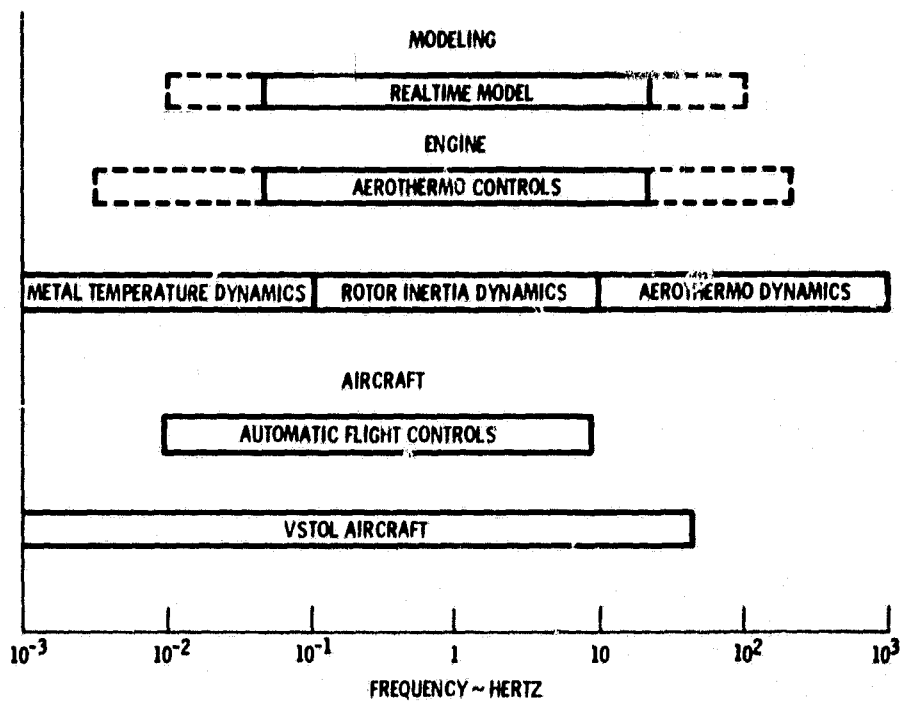 MODELING
REALTIME MODEL
ENGINE
AEROTHERMO CONTROLS
METAL TEMPERATURE DYNAMICS ROTOR INERTIA DYNAMICS AEROTHERMO DYNAMICS
AIRCRAFT
AUTOMATIC FLIGHT CONTROLS
VSTOL AIRCRAFT
10⁻³ 10⁻² 10⁻¹ 1 10 10² 10³
FREQUENCY ~ HERTZ